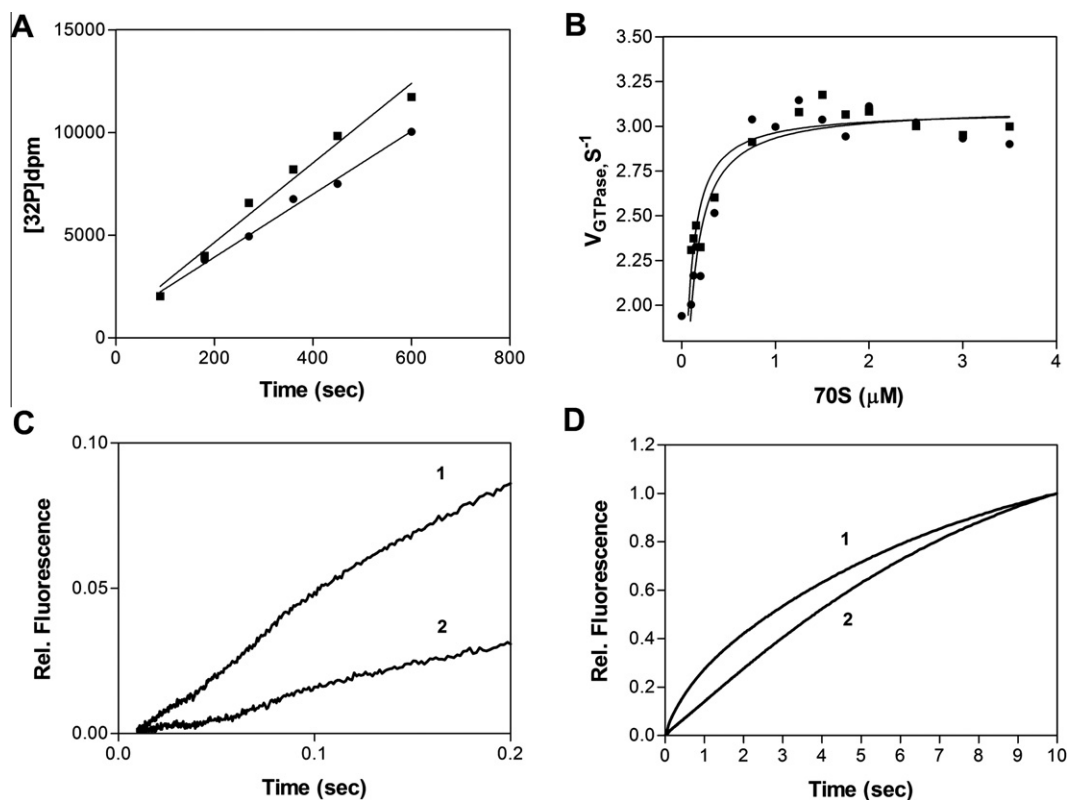 A
15000
10000
5000
0
[32P]dpm
0 200 400 600 800
Time (sec)
B
3.50
3.25
3.00
2.75
2.50
2.25
2.00
V_GTPase, S⁻¹
0 1 2 3 4
70S (μM)
C
0.10
0.05
0.00
Rel. Fluorescence
1
2
0.0 0.1 0.2
Time (sec)
D
1.2
1.0
0.8
0.6
0.4
0.2
0.0
Rel. Fluorescence
1
2
0 1 2 3 4 5 6 7 8 9 10
Time (sec)